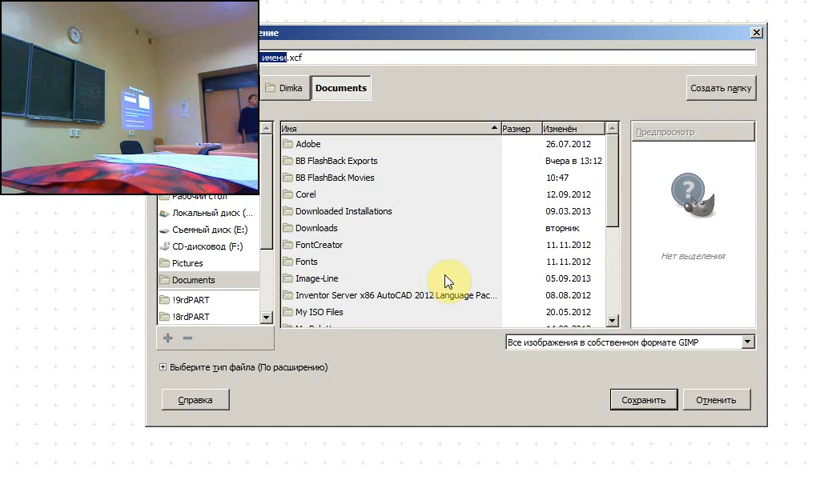 ение
имени.xcf
Dimka
Documents
Создать папку
Имя
Размер
Изменён
Предпросмотр
Adobe
26.07.2012
BB FlashBack Exports
Вчера в 13:12
BB FlashBack Movies
10:47
Рабочий стол
Corel
12.09.2012
Локальный диск (...
Downloaded Installations
09.03.2013
Съемный диск (E:)
Downloads
вторник
CD-дисковод (F:)
FontCreator
11.11.2012
Нет выделения
Pictures
Fonts
11.11.2012
Documents
Image-Line
05.09.2013
!9rdPART
Inventor Server x86 AutoCAD 2012 Language Pac...
08.08.2012
!8rdPART
My ISO Files
20.05.2012
Все изображения в собственном формате GIMP
Выберите тип файла (По расширению)
Справка
Сохранить
Отменить